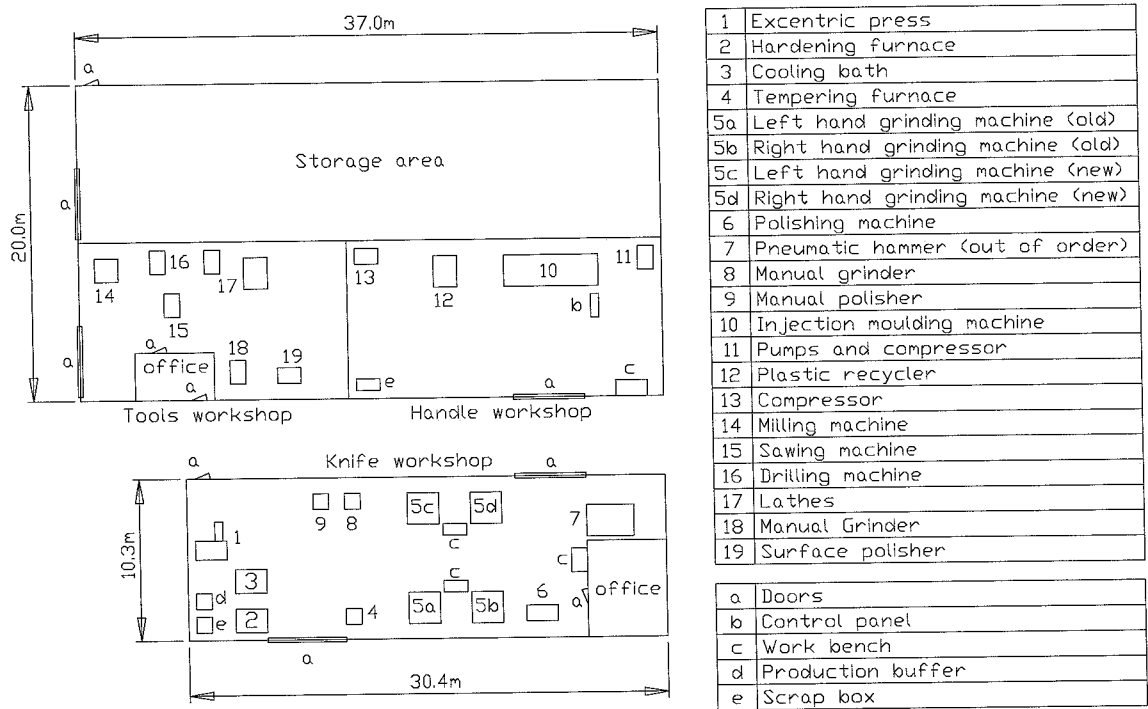 37.0m
a
20.0m
Storage area
a
14
16
17
15
13
12
10
11
b
a
a
office
a
18
19
e
a
c
Tools workshop
Handle workshop
Knife workshop
a
a
10.3m
1
9
8
5c
5d
c
7
c
3
d
2
e
4
c
5a
5b
6
a
office
a
30.4m
1 Excentric press
2 Hardening furnace
3 Cooling bath
4 Tempering furnace
5a Left hand grinding machine (old)
5b Right hand grinding machine (old)
5c Left hand grinding machine (new)
5d Right hand grinding machine (new)
6 Polishing machine
7 Pneumatic hammer (out of order)
8 Manual grinder
9 Manual polisher
10 Injection moulding machine
11 Pumps and compressor
12 Plastic recycler
13 Compressor
14 Milling machine
15 Sawing machine
16 Drilling machine
17 Lathes
18 Manual Grinder
19 Surface polisher
a Doors
b Control panel
c Work bench
d Production buffer
e Scrap box